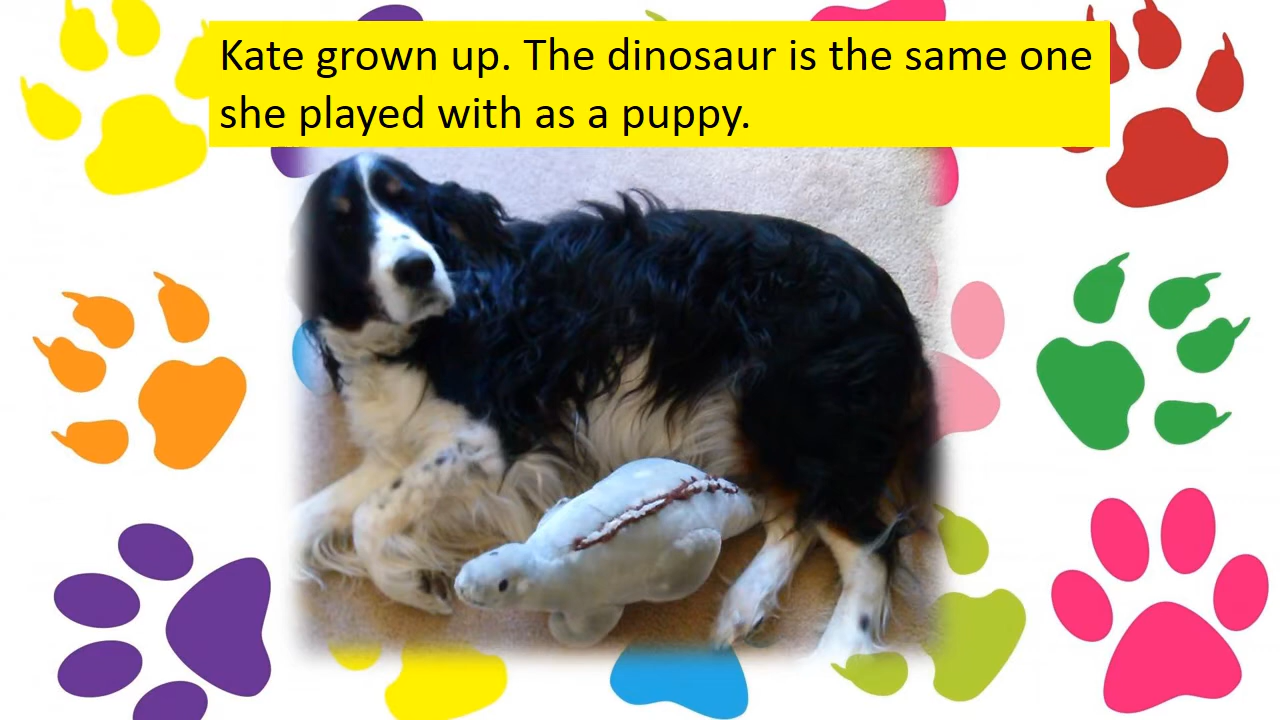 Kate grown up. The dinosaur is the same one
she played with as a puppy.